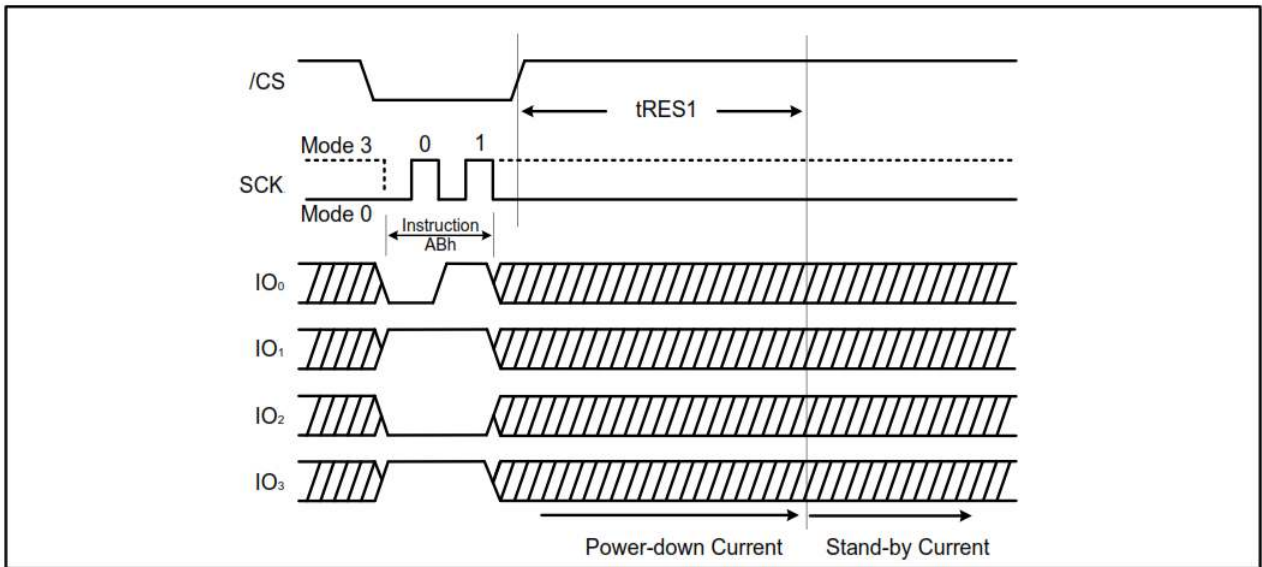 /CS
tRES1
Mode 3 0 1
SCK
Mode 0
Instruction
ABh
IO₀
IO₁
IO₂
IO₃
Power-down Current Stand-by Current